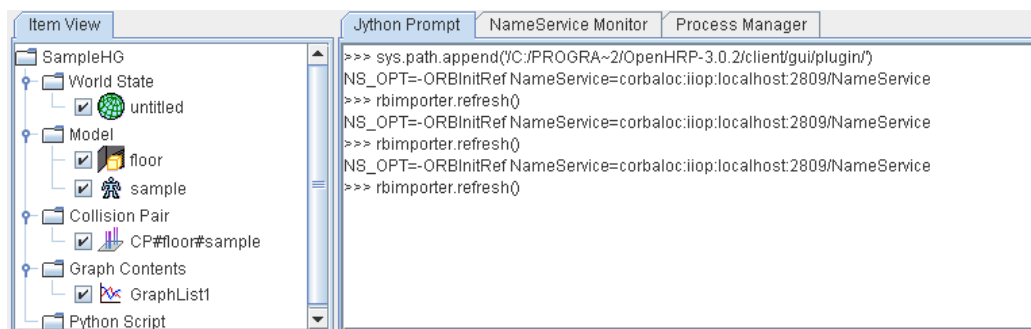 Item View
SampleHG
World State
untitled
Model
floor
sample
Collision Pair
CP#floor#sample
Graph Contents
GraphList1
Python Script
Jython Prompt
NameService Monitor
Process Manager
>>> sys.path.append('/C:/PROGRA~2/OpenHRP-3.0.2/client/gui/plugin/')
NS_OPT=-ORBInitRef NameService=corbaloc:iiop:localhost:2809/NameService
>>> rbimporter.refresh()
NS_OPT=-ORBInitRef NameService=corbaloc:iiop:localhost:2809/NameService
>>> rbimporter.refresh()
NS_OPT=-ORBInitRef NameService=corbaloc:iiop:localhost:2809/NameService
>>> rbimporter.refresh()